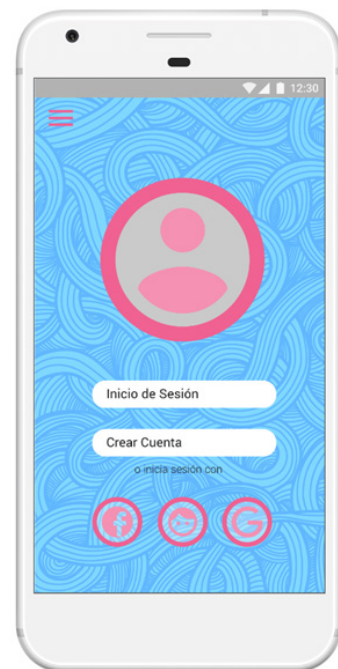 12:30
Inicio de Sesión
Crear Cuenta
o inicia sesión con
f
G